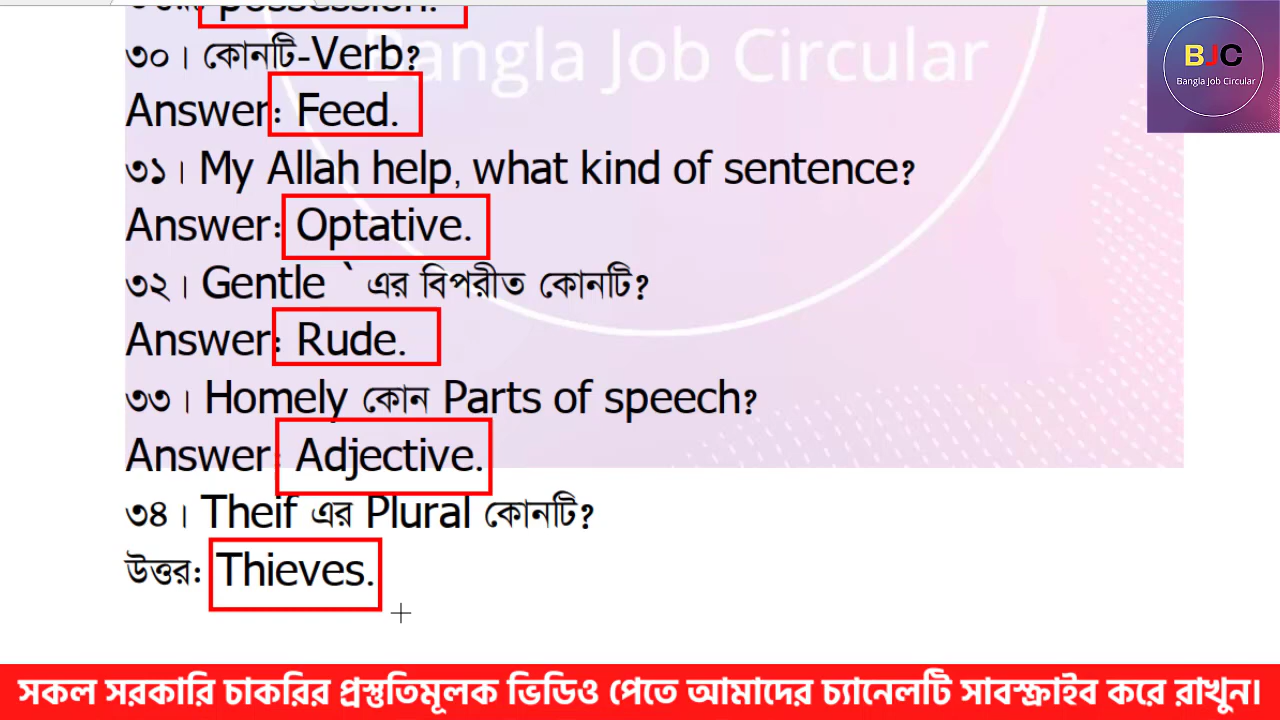 possession.
৩০। কোনটি-Verb?
Bangla Job Circular
Answer: Feed.
৩১। My Allah help, what kind of sentence?
Answer: Optative.
৩২। Gentle ` এর বিপরীত কোনটি?
Answer: Rude.
৩৩। Homely কোন Parts of speech?
Answer: Adjective.
৩৪। Theif এর Plural কোনটি?
উত্তর: Thieves.
BJC
Bangla Job Circular
সকল সরকারি চাকরির প্রস্তুতিমূলক ভিডিও পেতে আমাদের চ্যানেলটি সাবস্ক্রাইব করে রাখুন।